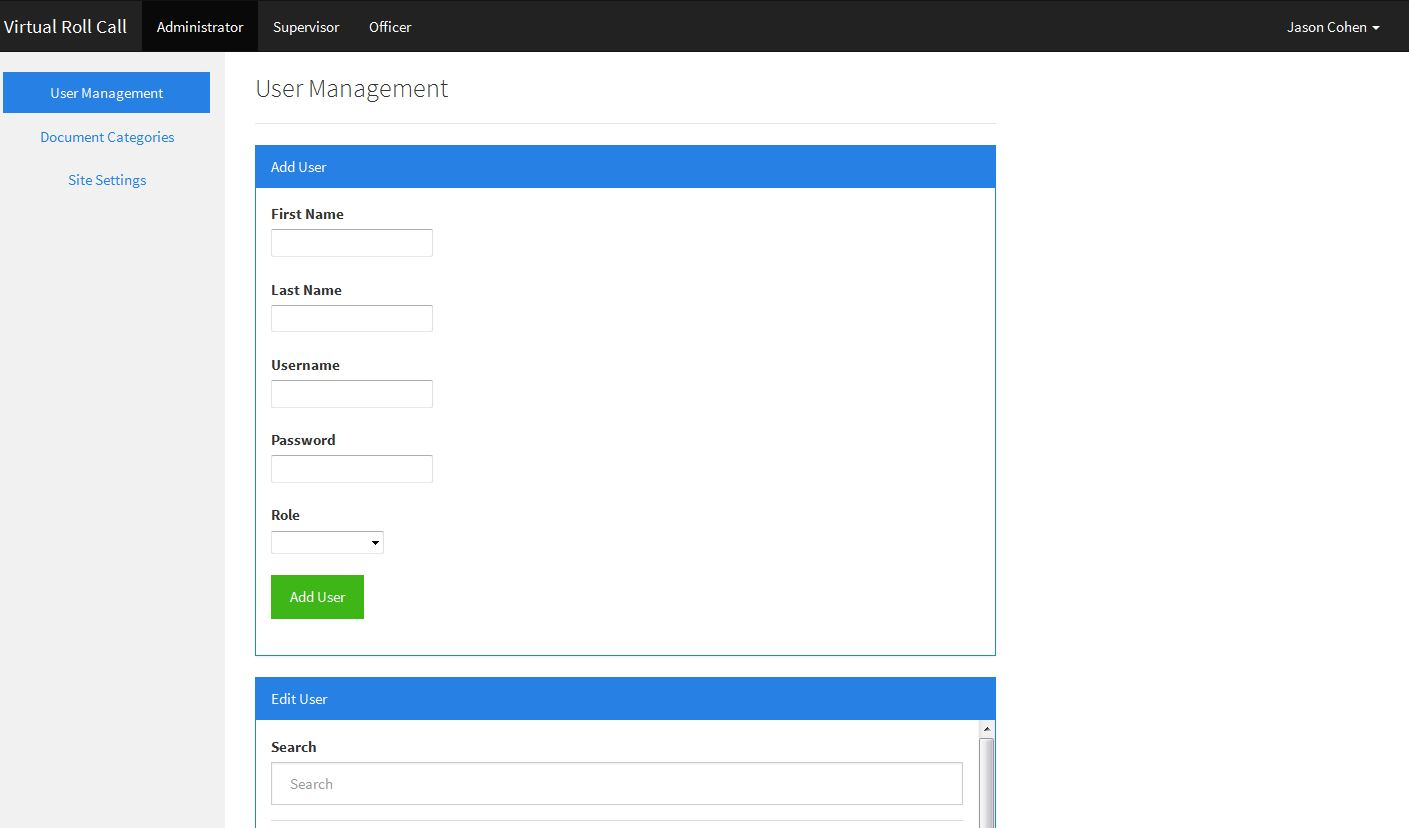 Virtual Roll Call Administrator Supervisor Officer Jason Cohen
User Management
Document Categories
Site Settings
User Management
Add User
First Name
Last Name
Username
Password
Role
Add User
Edit User
Search
Search